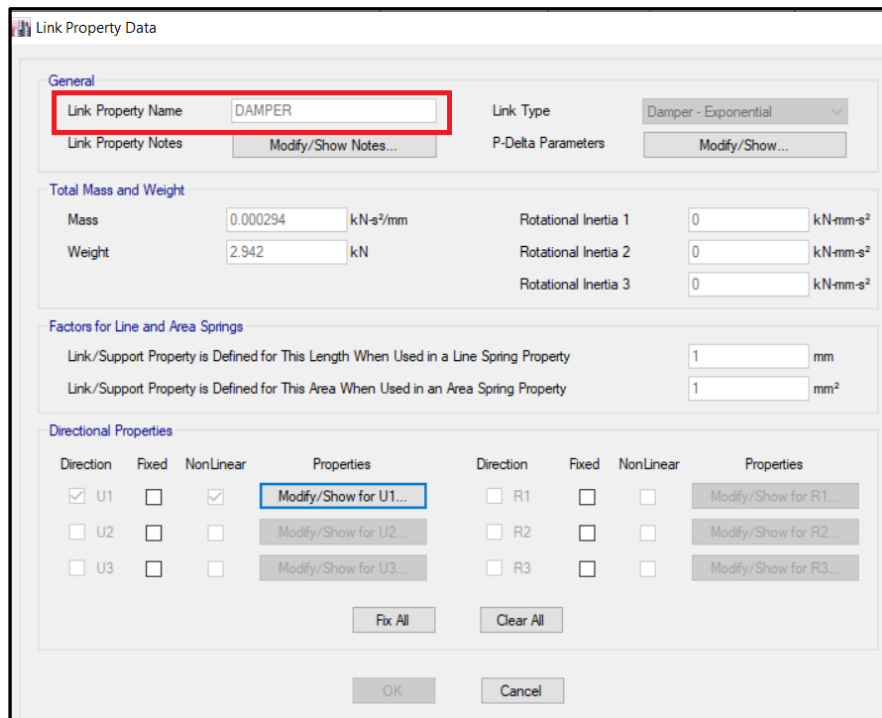 Link Property Data
General
Link Property Name DAMPER Link Type Damper - Exponential
Link Property Notes Modify/Show Notes... P-Delta Parameters Modify/Show...
Total Mass and Weight
Mass 0.000294 kN-s²/mm Rotational Inertia 1 0 kN-mm-s²
Weight 2.942 kN Rotational Inertia 2 0 kN-mm-s²
Rotational Inertia 3 0 kN-mm-s²
Factors for Line and Area Springs
Link/Support Property is Defined for This Length When Used in a Line Spring Property 1 mm
Link/Support Property is Defined for This Area When Used in an Area Spring Property 1 mm²
Directional Properties
Direction Fixed NonLinear Properties Direction Fixed NonLinear Properties
U1 Modify/Show for U1... R1 Modify/Show for R1...
U2 Modify/Show for U2... R2 Modify/Show for R2...
U3 Modify/Show for U3... R3 Modify/Show for R3...
Fix All Clear All
OK Cancel